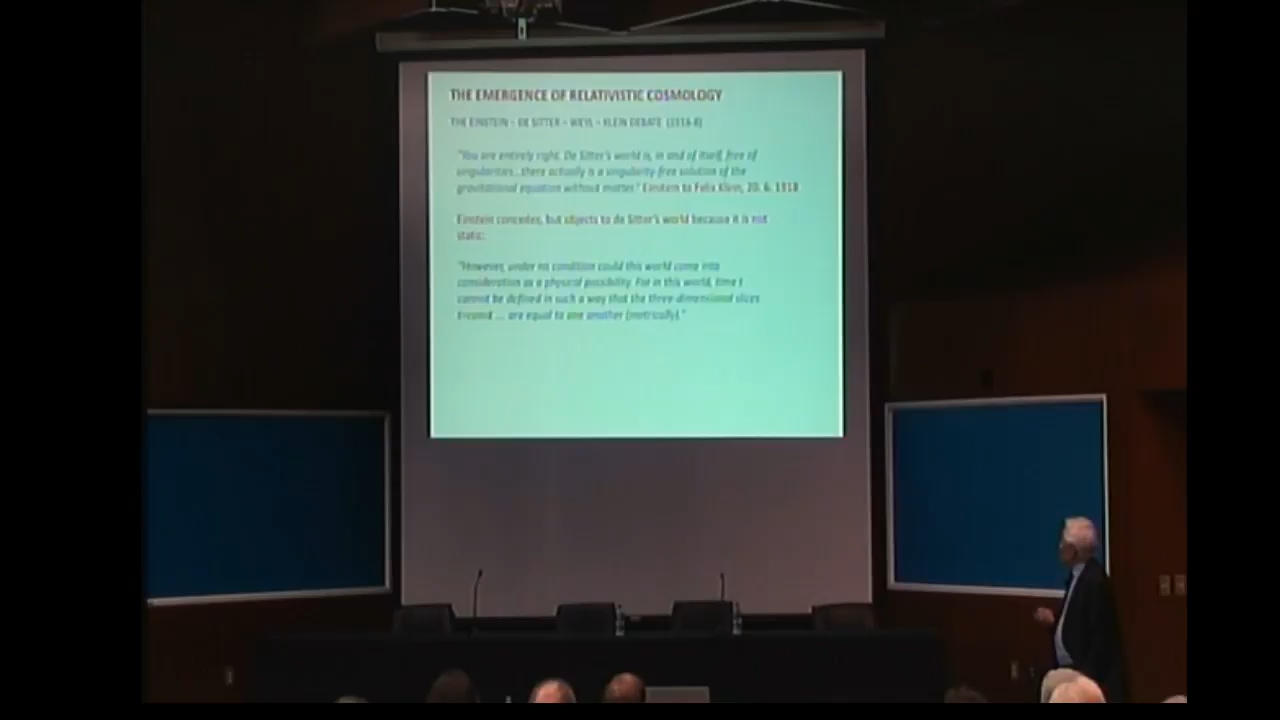 THE EMERGENCE OF RELATIVISTIC COSMOLOGY
THE EINSTEIN – DE SITTER – WEYL – KLEIN DEBATE (1916-8)
"You are entirely right. De Sitter's world is, in and of itself, free of
singularities...there actually is a singularity-free solution of the
gravitational equation without matter." Einstein to Felix Klein, 20. 6. 1918
Einstein concedes, but objects to de Sitter's world because it is not
static:
"However, under no condition could this world come into
consideration as a physical possibility. For in this world, time t
cannot be defined in such a way that the three-dimensional slices
... are equal to one another (metrically)."